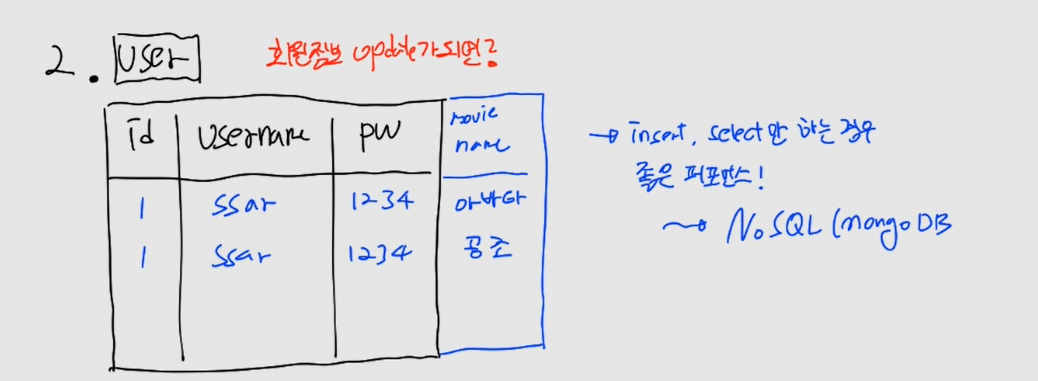 2. User 회원정보 update가 되면?
id username pw movie name
1 ssar 1234 아바타
1 ssar 1234 공조
→ insert, select만 하는 경우
좋은 퍼포먼스!
→ NoSQL (mongoDB